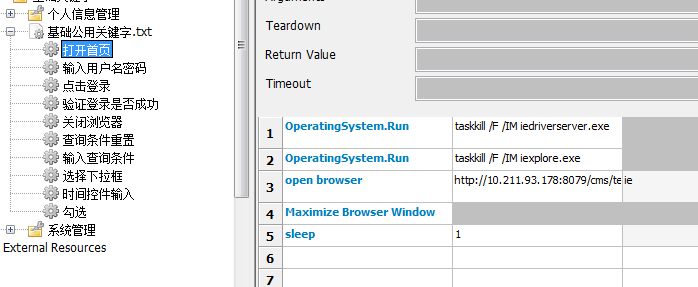 个人信息管理
基础公用关键字.txt
打开首页
输入用户名密码
点击登录
验证登录是否成功
关闭浏览器
查询条件重置
输入查询条件
选择下拉框
时间控件输入
勾选
系统管理
External Resources
Teardown
Return Value
Timeout
1 OperatingSystem.Run taskkill /F /IM iedriverserver.exe
2 OperatingSystem.Run taskkill /F /IM iexplore.exe
3 open browser http://10.211.93.178:8079/cms/te ie
4 Maximize Browser Window
5 sleep 1
6
7